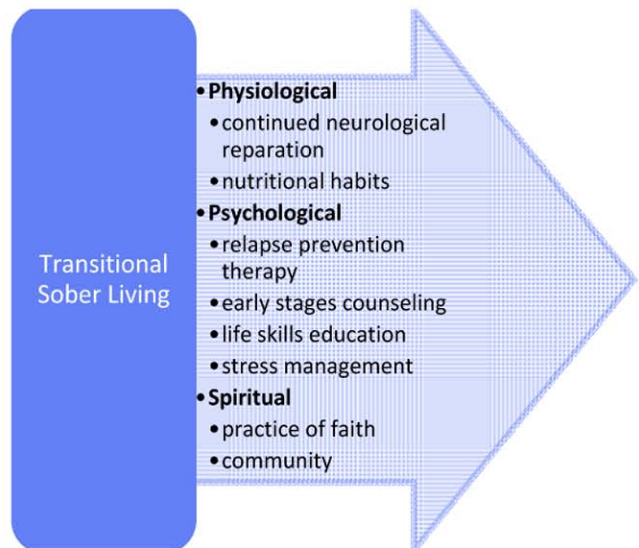 Transitional
Sober Living
•Physiological
•continued neurological
reparation
•nutritional habits
•Psychological
•relapse prevention
therapy
•early stages counseling
•life skills education
•stress management
•Spiritual
•practice of faith
•community